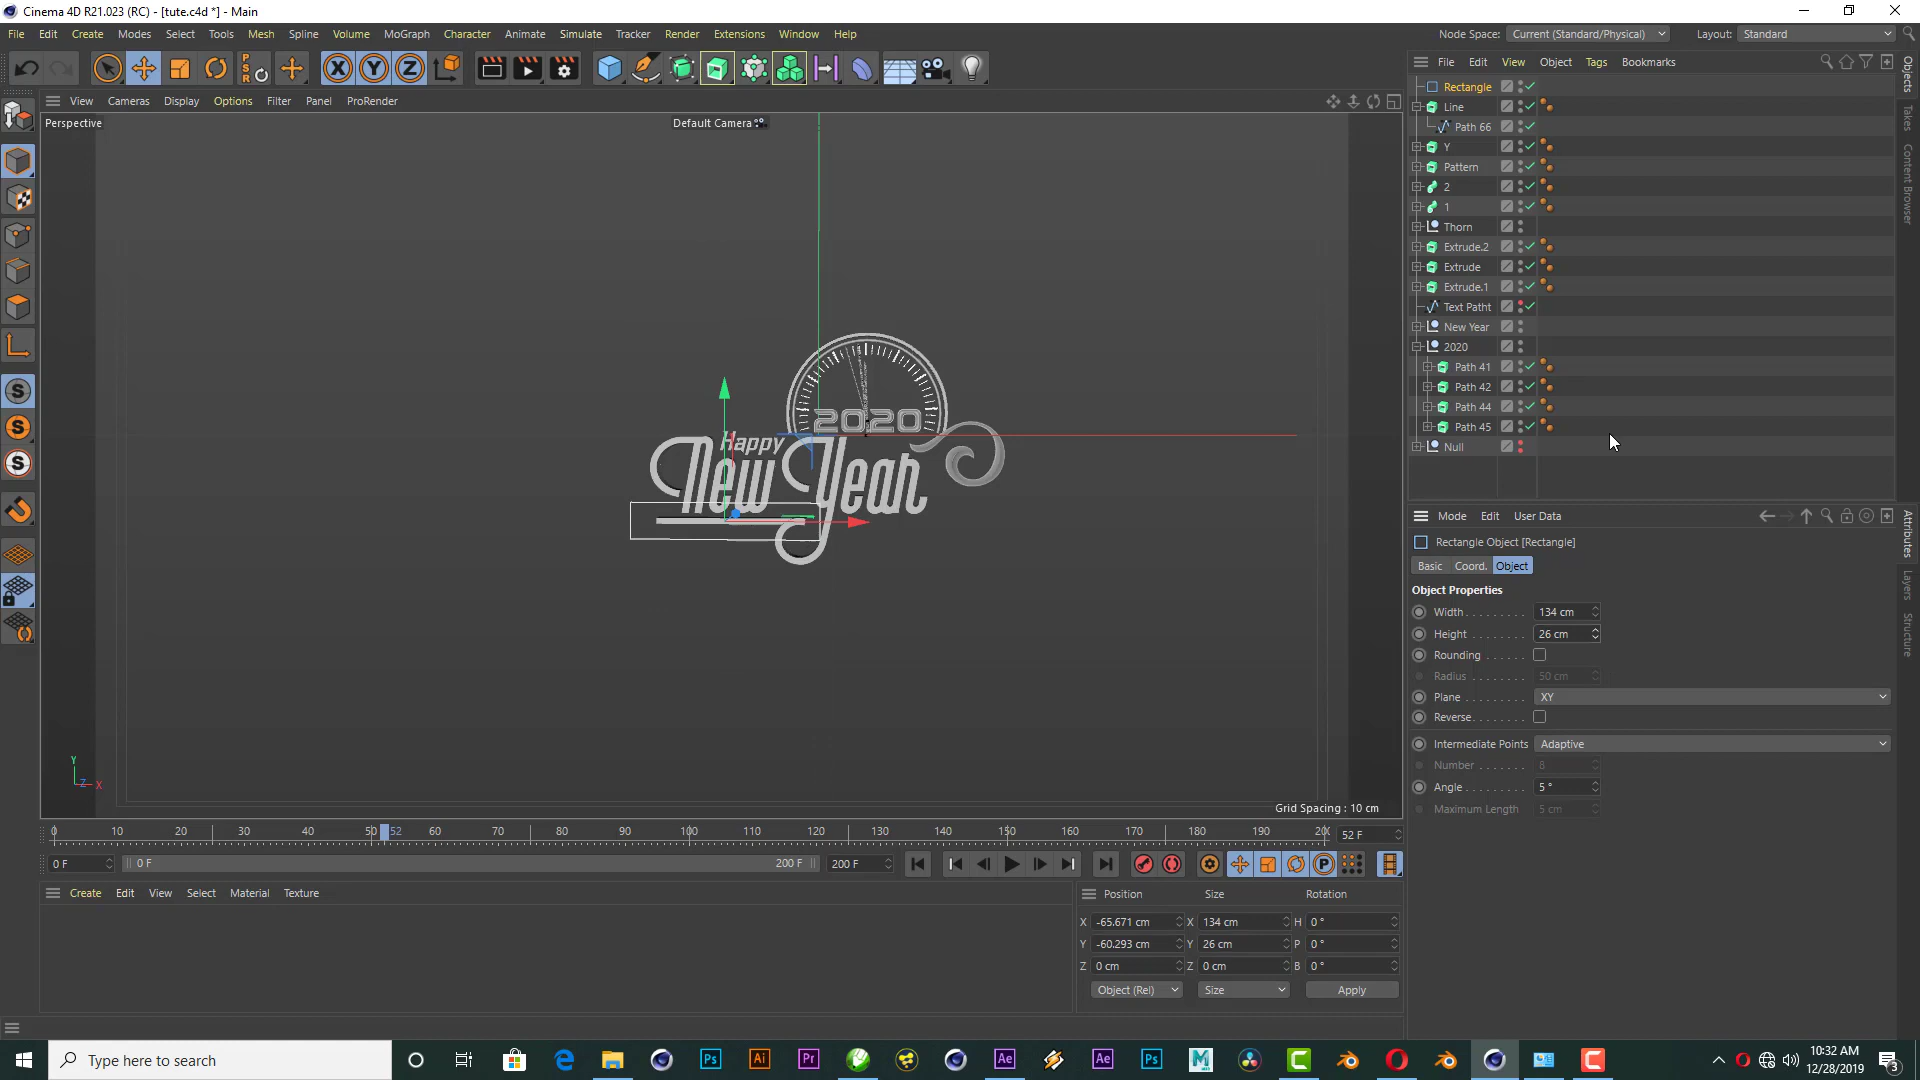 Cinema 4D R21.023 (RC) - [tute.c4d *] - Main
File Edit Create Modes Select Tools Mesh Spline Volume MoGraph Character Animate Simulate Tracker Render Extensions Window Help
Node Space: Current (Standard/Physical) Layout: Standard
View Cameras Display Options Filter Panel ProRender
File Edit View Object Tags Bookmarks
Perspective
Default Camera
Rectangle
Line
Path 66
Y
Pattern
2
1
Thorn
Extrude.2
Extrude
Extrude.1
Text Patht
New Year
2020
Path 41
Path 42
Path 44
Path 45
Null
Objects
Takes
Content Browser
2020
Happy
New Year
Mode Edit User Data
Rectangle Object [Rectangle]
Basic Coord. Object
Object Properties
Width 134 cm
Height 26 cm
Rounding
Radius 50 cm
Plane XY
Reverse
Intermediate Points Adaptive
Number 8
Angle 5 °
Maximum Length 5 cm
Attributes
Layers
Structure
Y
Z X
Grid Spacing : 10 cm
0 10 20 30 40 50 52 60 70 80 90 100 110 120 130 140 150 160 170 180 190 20( 52 F
0 F 0 F 200 F 200 F
Create Edit View Select Material Texture
Position Size Rotation
X -65.671 cm X 134 cm H 0 °
Y -60.293 cm Y 26 cm P 0 °
Z 0 cm Z 0 cm B 0 °
Object (Rel) Size Apply
Type here to search
10:32 AM
12/28/2019
3